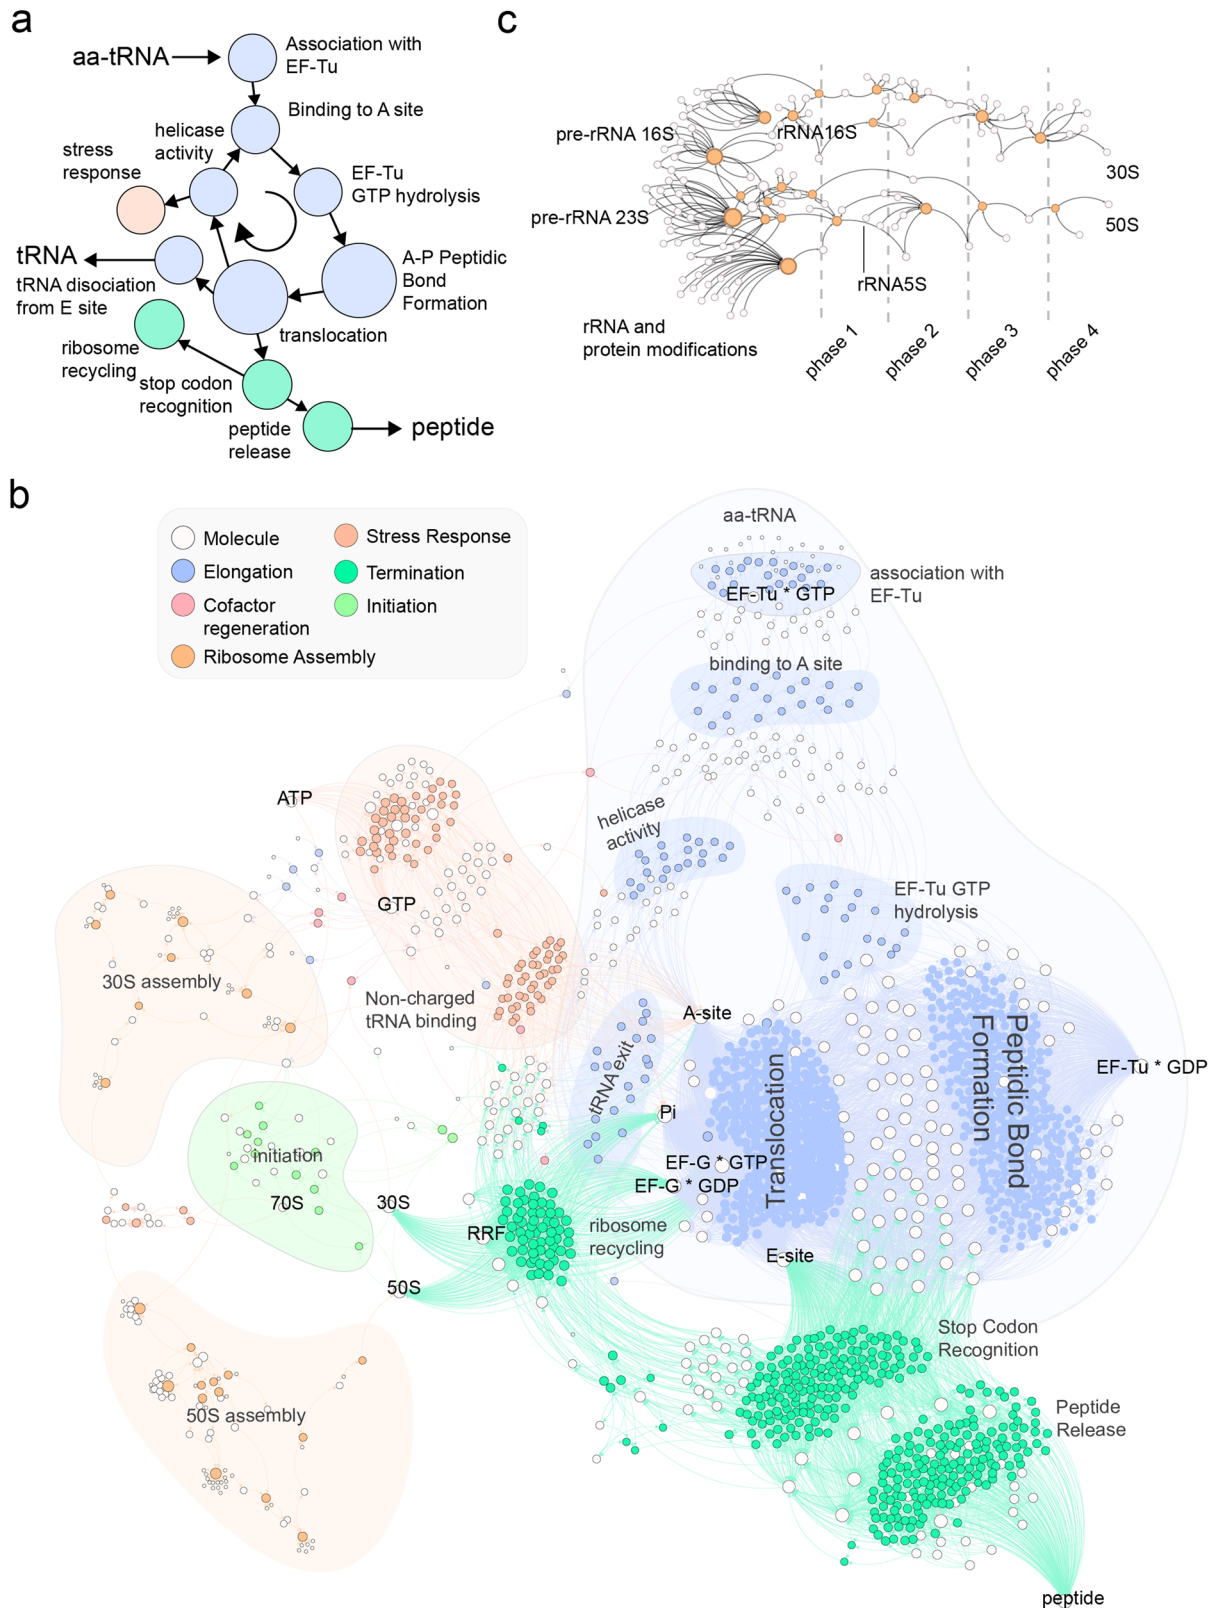 a
aa-tRNA
Association with
EF-Tu
Binding to A site
helicase
activity
stress
response
EF-Tu
GTP hydrolysis
tRNA
tRNA disociation
from E site
A-P Peptidic
Bond
Formation
translocation
ribosome
recycling
stop codon
recognition
peptide
release
peptide
c
pre-rRNA 16S
rRNA16S
30S
pre-rRNA 23S
50S
rRNA5S
rRNA and
protein modifications
phase 1
phase 2
phase 3
phase 4
b
Molecule
Elongation
Cofactor
regeneration
Ribosome Assembly
Stress Response
Termination
Initiation
aa-tRNA
association with
EF-Tu
EF-Tu * GTP
binding to A site
ATP
helicase
activity
GTP
EF-Tu GTP
hydrolysis
30S assembly
Non-charged
tRNA binding
A-site
tRNA exit
Translocation
Peptidic Bond
Formation
EF-Tu * GDP
Pi
initiation
EF-G * GTP
EF-G * GDP
70S
30S
RRF
ribosome
recycling
E-site
50S
Stop Codon
Recognition
50S assembly
Peptide
Release
peptide